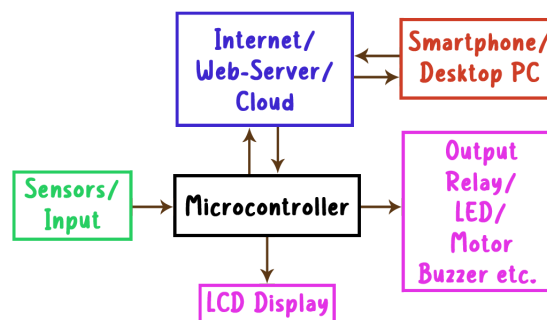 Internet/
Web-Server/
Cloud
Smartphone/
Desktop PC
Sensors/
Input
Microcontroller
Output
Relay/
LED/
Motor
Buzzer etc.
LCD Display